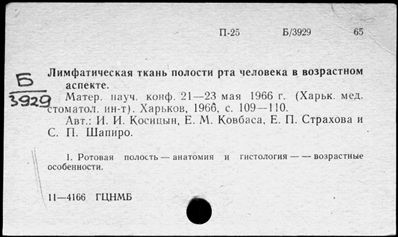 П-25 Б/3929 65
Б
3929
Лимфатическая ткань полости рта человека в возрастном
аспекте.
Матер. науч. конф. 21—23 мая 1966 г. (Харьк. мед.
стоматол. ин-т). Харьков, 1966, с. 109—110.
Авт.: И. И. Косицын, Е. М. Ковбаса, Е. П. Страхова и
С. П. Шапиро.
1. Ротовая полость—анатомия и гистология— — возрастные
особенности.
11—4166 ГЦНМБ